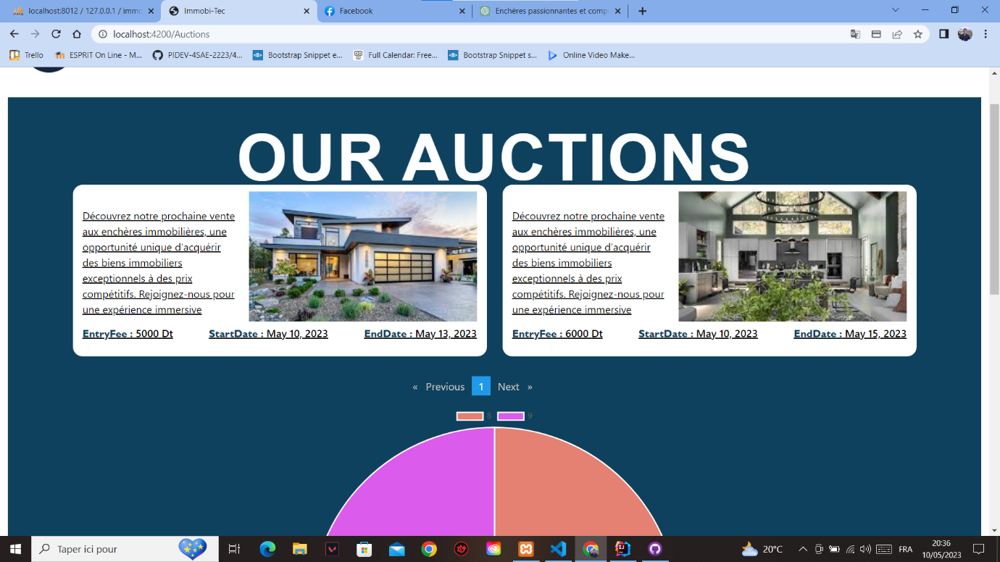 localhost:8012 / 127.0.0.1 / immo
Immobi-Tec
Facebook
Enchères passionnantes et comp
localhost:4200/Auctions
Trello
ESPRIT On Line - M...
PIDEV-4SAE-2223/4...
Bootstrap Snippet e...
Full Calendar: Free...
Bootstrap Snippet s...
Online Video Make...
OUR AUCTIONS
Découvrez notre prochaine vente
aux enchères immobilières, une
opportunité unique d'acquérir
des biens immobiliers
exceptionnels à des prix
compétitifs. Rejoignez-nous pour
une expérience immersive
EntryFee : 5000 Dt StartDate : May 10, 2023 EndDate : May 13, 2023
Découvrez notre prochaine vente
aux enchères immobilières, une
opportunité unique d'acquérir
des biens immobiliers
exceptionnels à des prix
compétitifs. Rejoignez-nous pour
une expérience immersive
EntryFee : 6000 Dt StartDate : May 10, 2023 EndDate : May 15, 2023
« Previous 1 Next »
8 9
Taper ici pour
20°C
FRA
20:36
10/05/2023